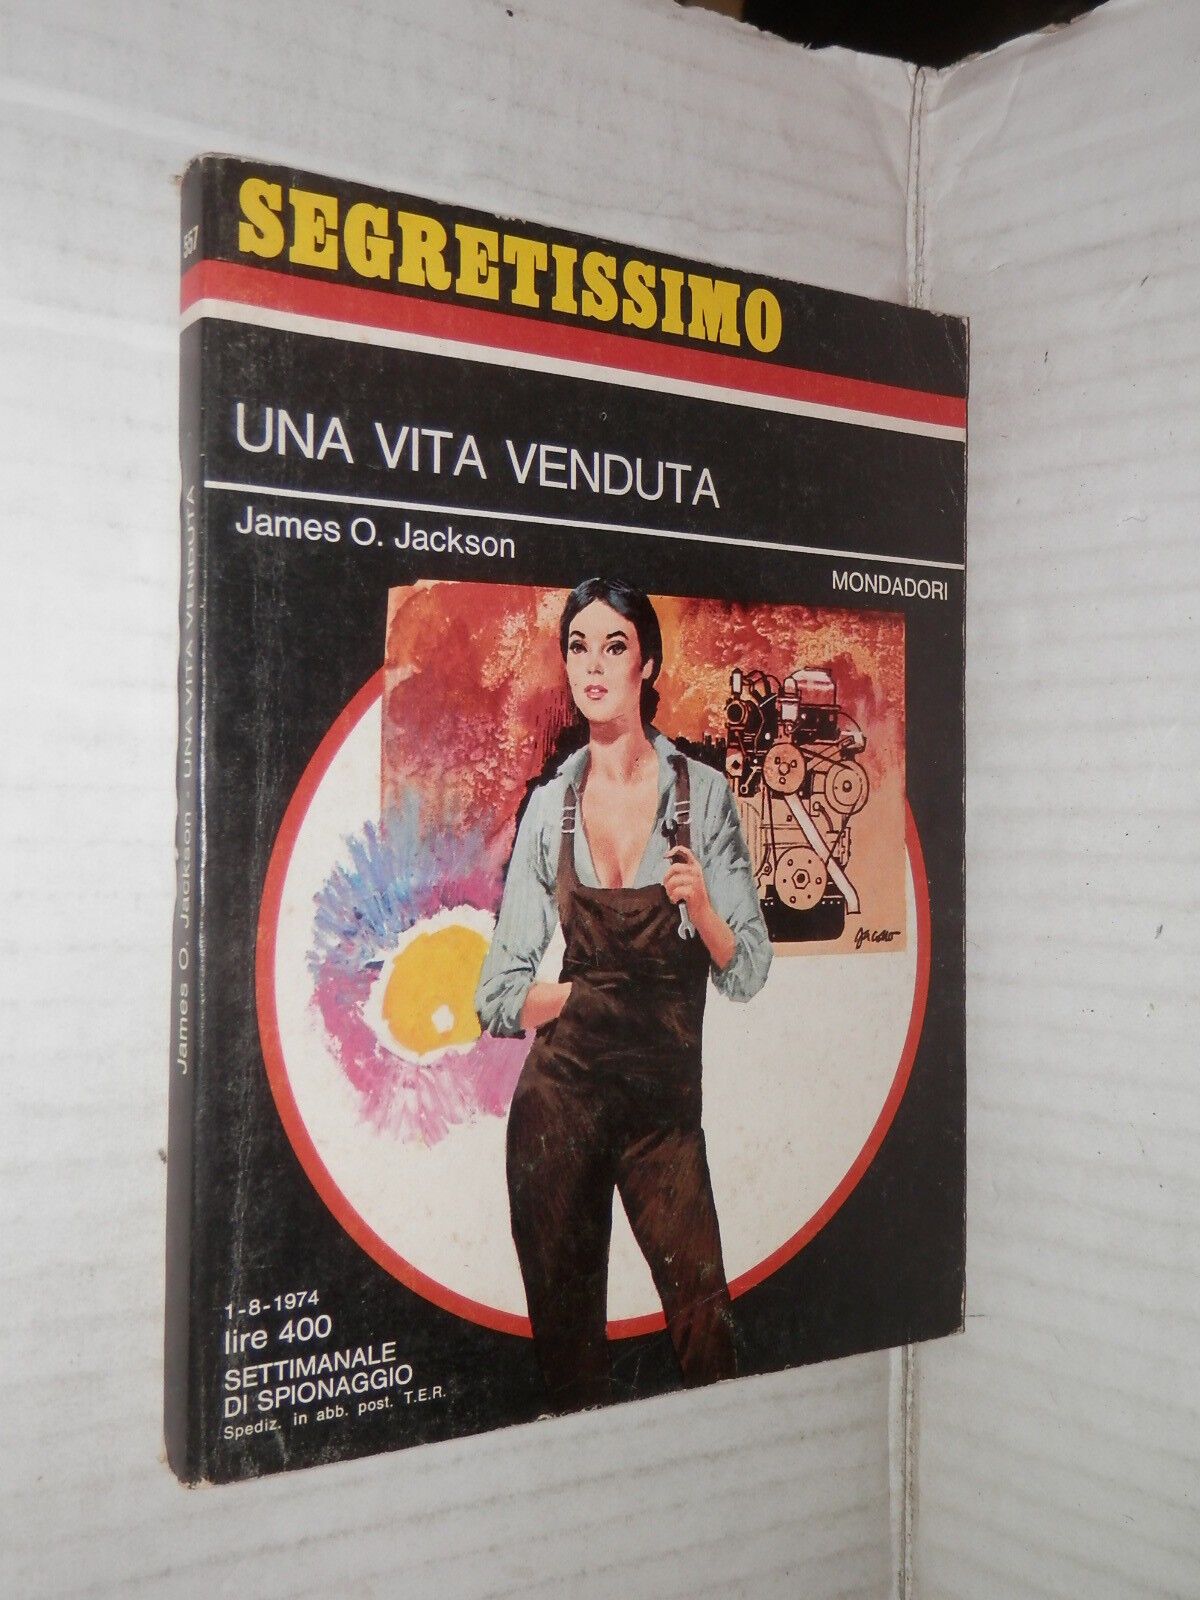 557
SEGRETISSIMO
UNA VITA VENDUTA
James O. Jackson
MONDADORI
James O. Jackson - UNA VITA VENDUTA
Jacono
1-8-1974
lire 400
SETTIMANALE
DI SPIONAGGIO
Spediz. in abb. post. T.E.R.